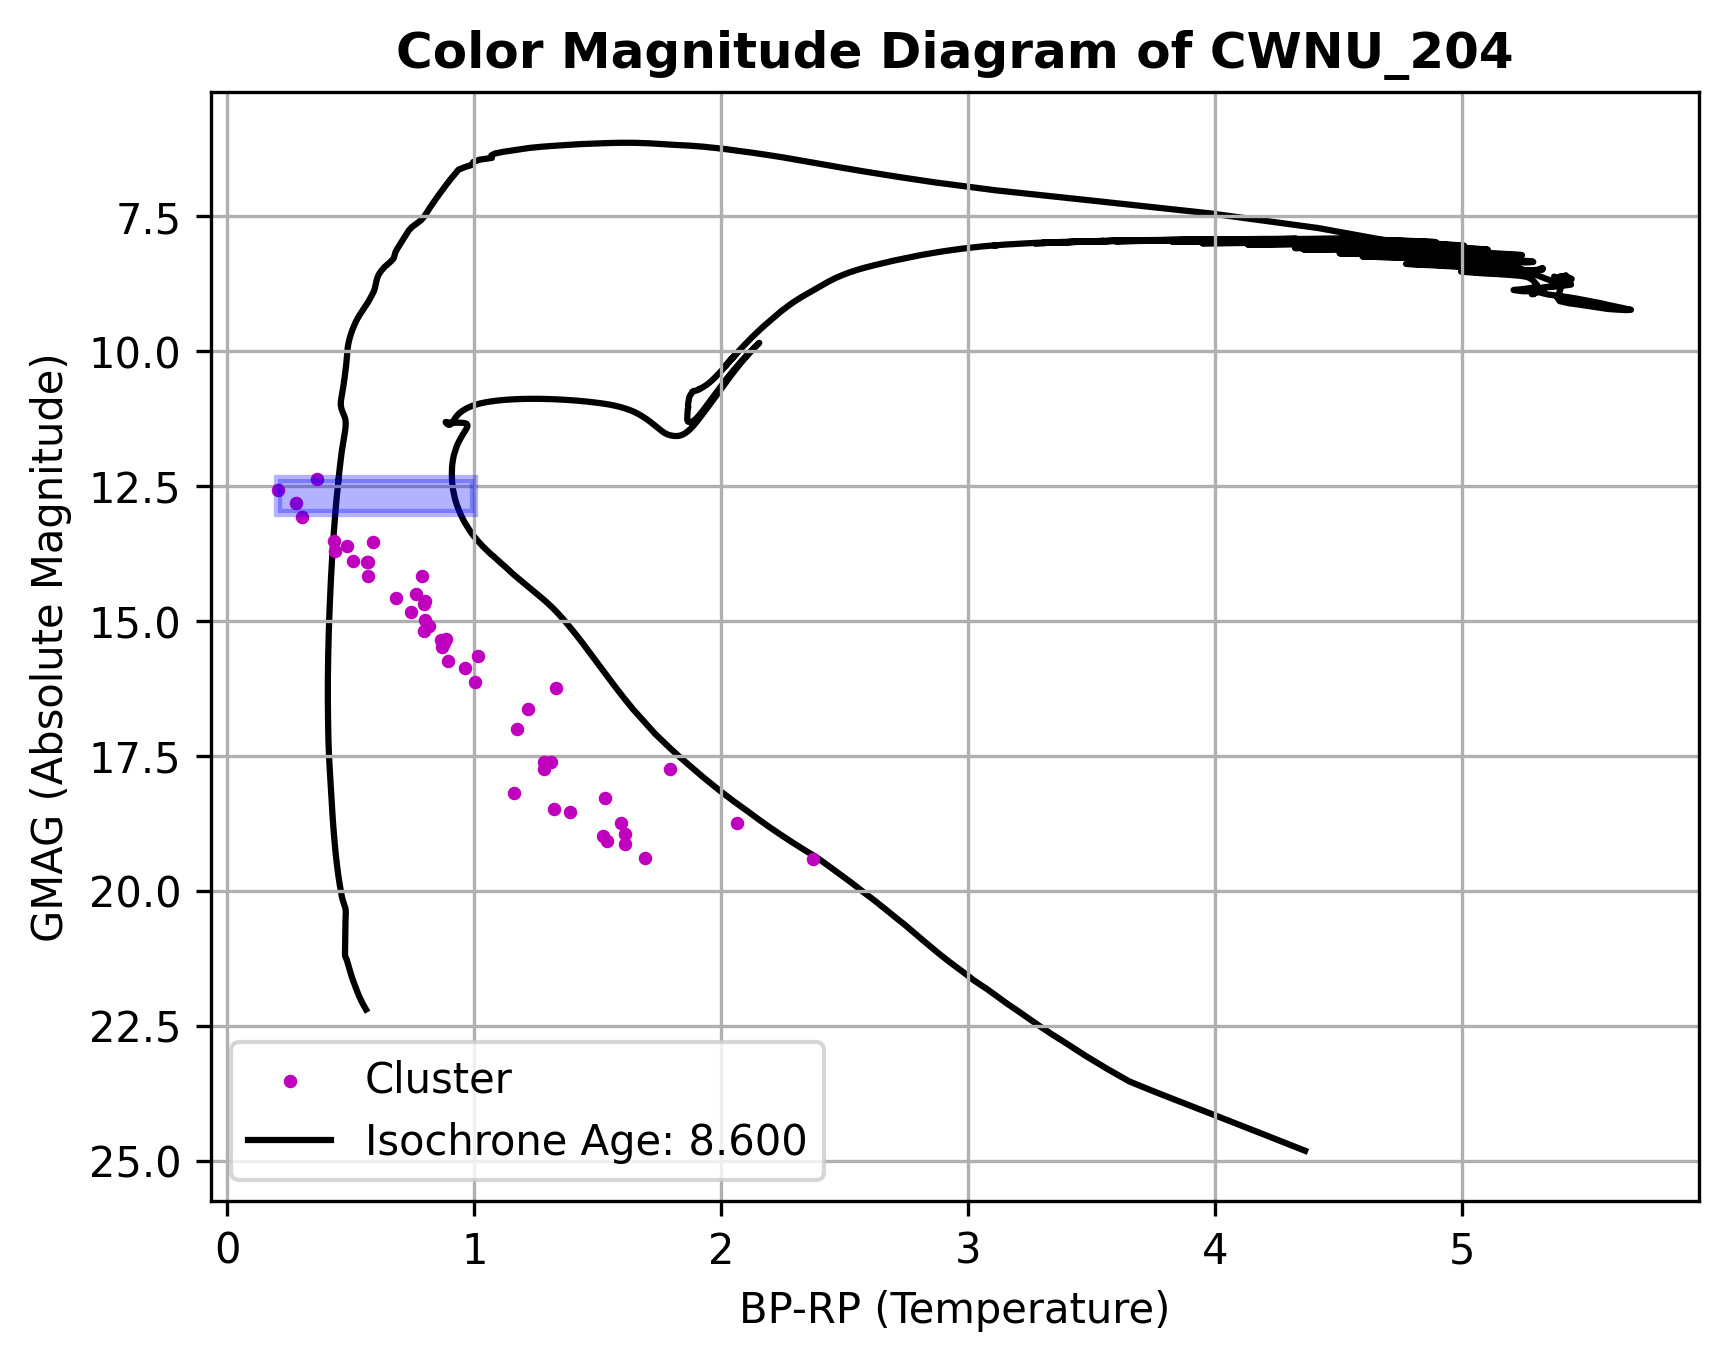 Color Magnitude Diagram of CWNU_204
GMAG (Absolute Magnitude)
7.5
10.0
12.5
15.0
17.5
20.0
22.5
25.0
Cluster
Isochrone Age: 8.600
0 1 2 3 4 5
BP-RP (Temperature)